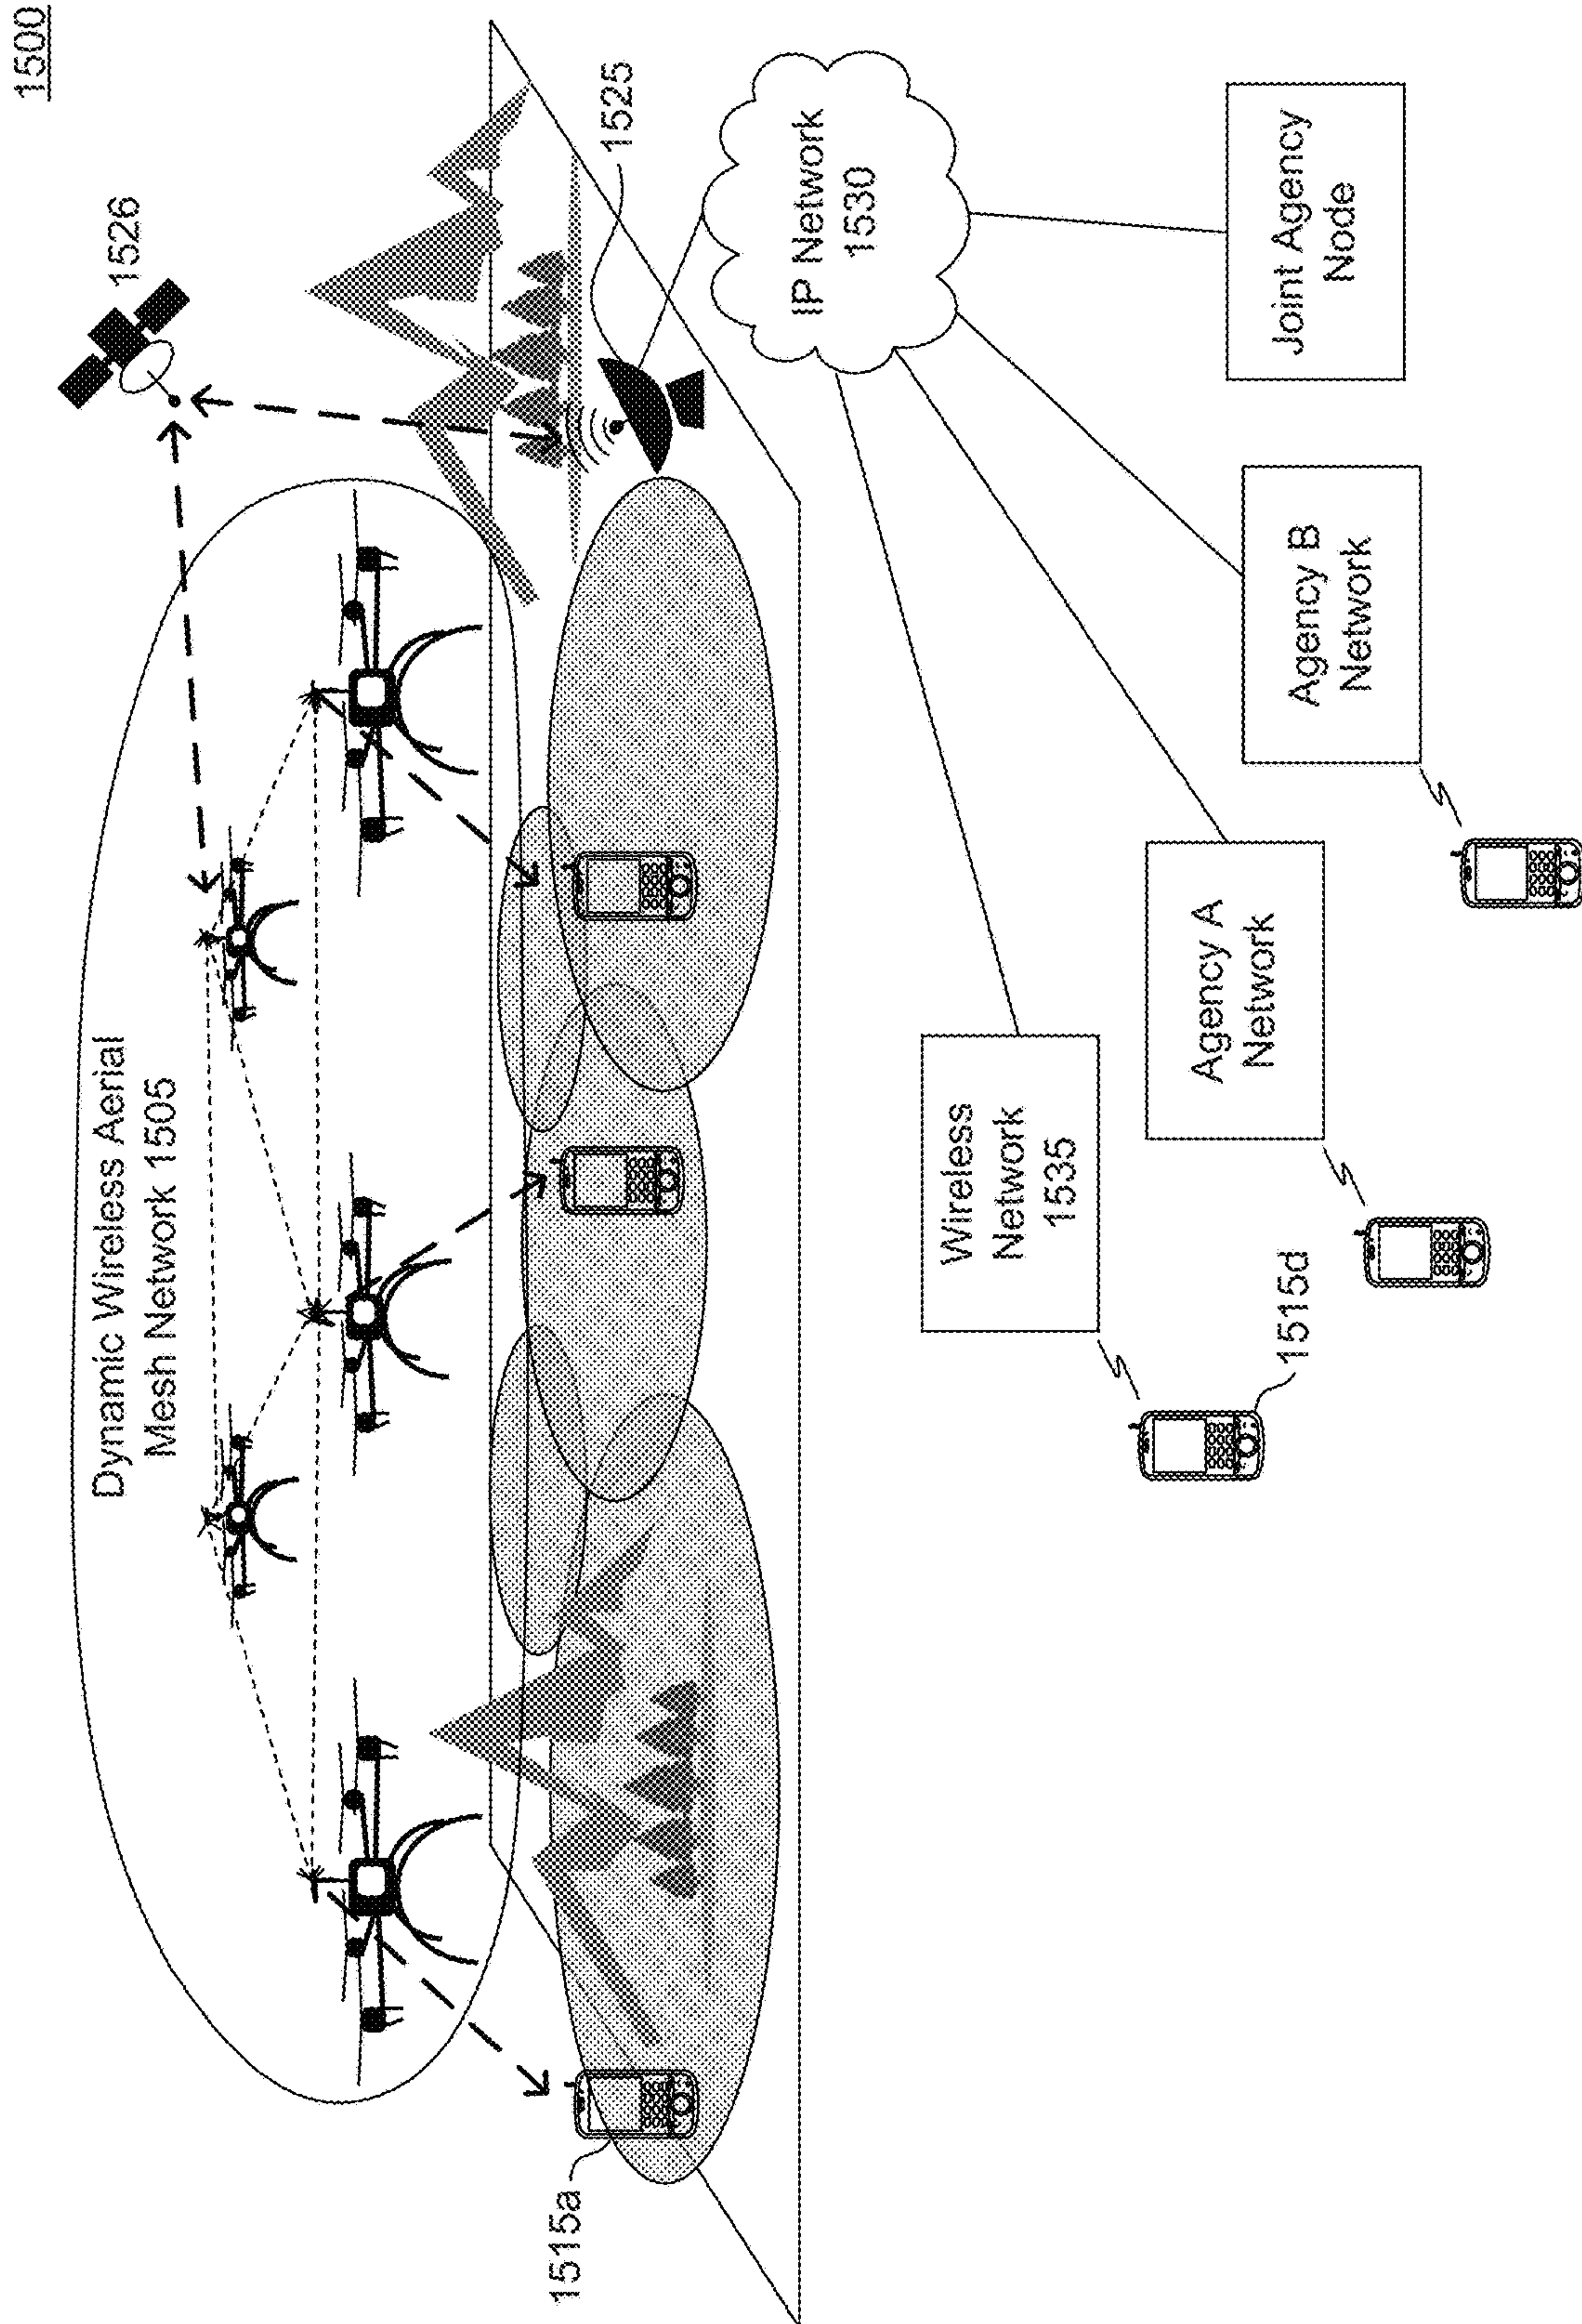 1500
1526
Dynamic Wireless Aerial
Mesh Network 1505
1525
1515a
IP Network
1530
Wireless
Network
1535
1515d
Agency A
Network
Agency B
Network
Joint Agency
Node